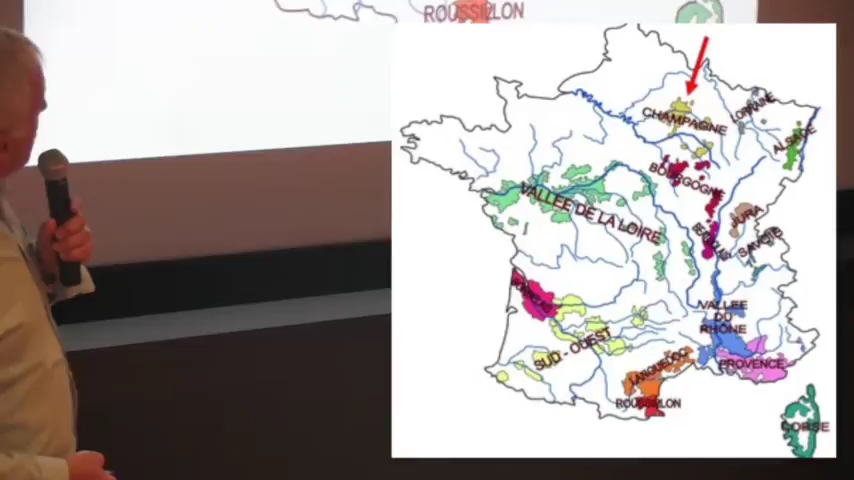 ROUSSILLON
CHAMPAGNE
LORRAINE
ALSACE
BOURGOGNE
VALLEE DE LA LOIRE
JURA
SAVOIE
VALLEE
DU
RHÔNE
SUD - OUEST
LANGUEDOC
PROVENCE
ROUSSILLON
CORSE